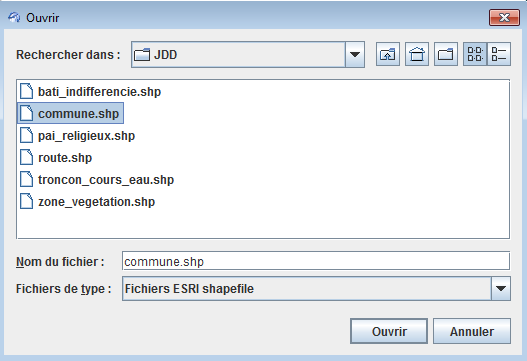 Ouvrir
Rechercher dans : JDD
bati_indifferencie.shp
commune.shp
pai_religieux.shp
route.shp
troncon_cours_eau.shp
zone_vegetation.shp
Nom du fichier : commune.shp
Fichiers de type : Fichiers ESRI shapefile
Ouvrir Annuler